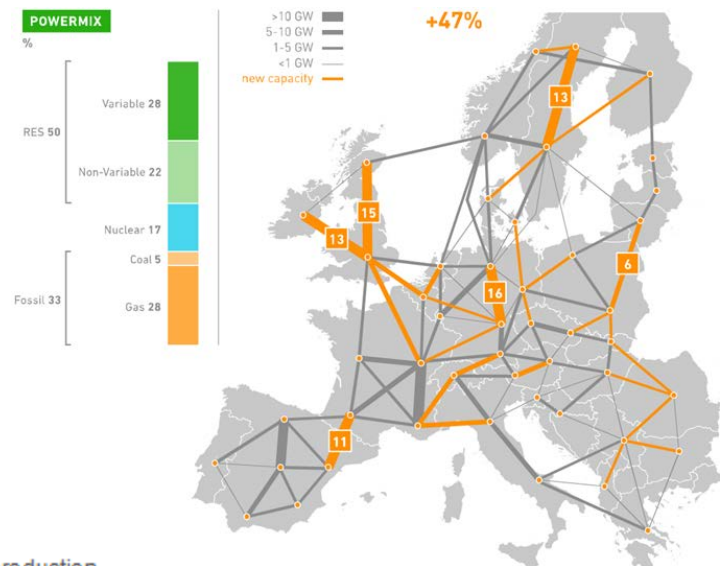 POWERMIX
%
RES 50
Variable 28
Non-Variable 22
Nuclear 17
Coal 5
Fossil 33
Gas 28
>10 GW
5-10 GW
1-5 GW
<1 GW
new capacity
+47%
13
15
13
6
16
11